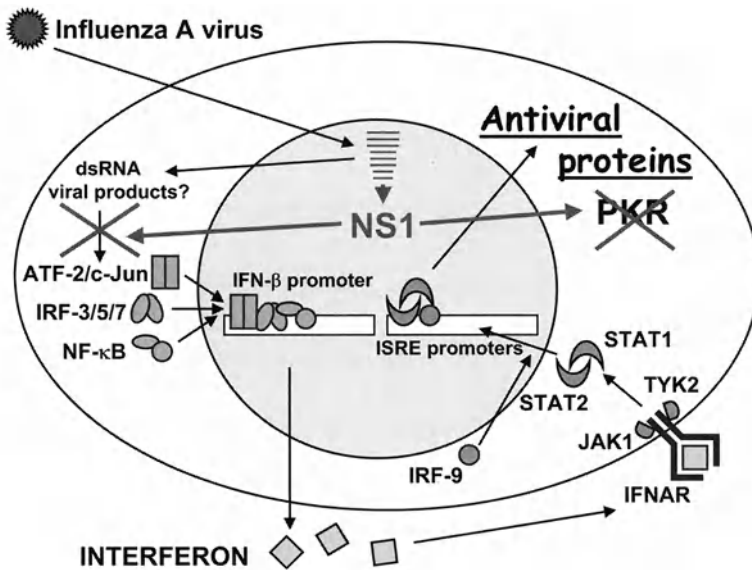 Influenza A virus
Antiviral
proteins
PKR
dsRNA
viral products?
NS1
ATF-2/c-Jun
IRF-3/5/7
NF-κB
IFN-β promoter
ISRE promoters
STAT1
STAT2
TYK2
JAK1
IRF-9
IFNAR
INTERFERON